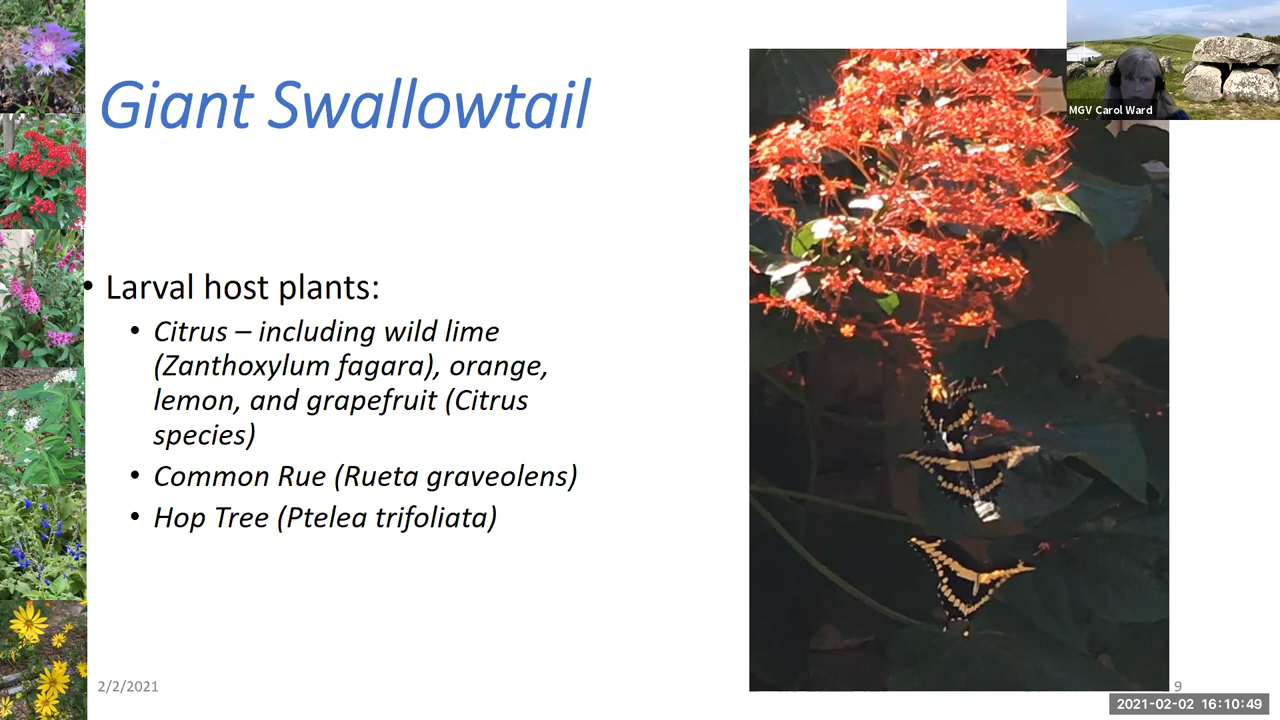 MGV Carol Ward
Giant Swallowtail
• Larval host plants:
• Citrus – including wild lime
(Zanthoxylum fagara), orange,
lemon, and grapefruit (Citrus
species)
• Common Rue (Rueta graveolens)
• Hop Tree (Ptelea trifoliata)
2/2/2021
9
2021-02-02 16:10:49